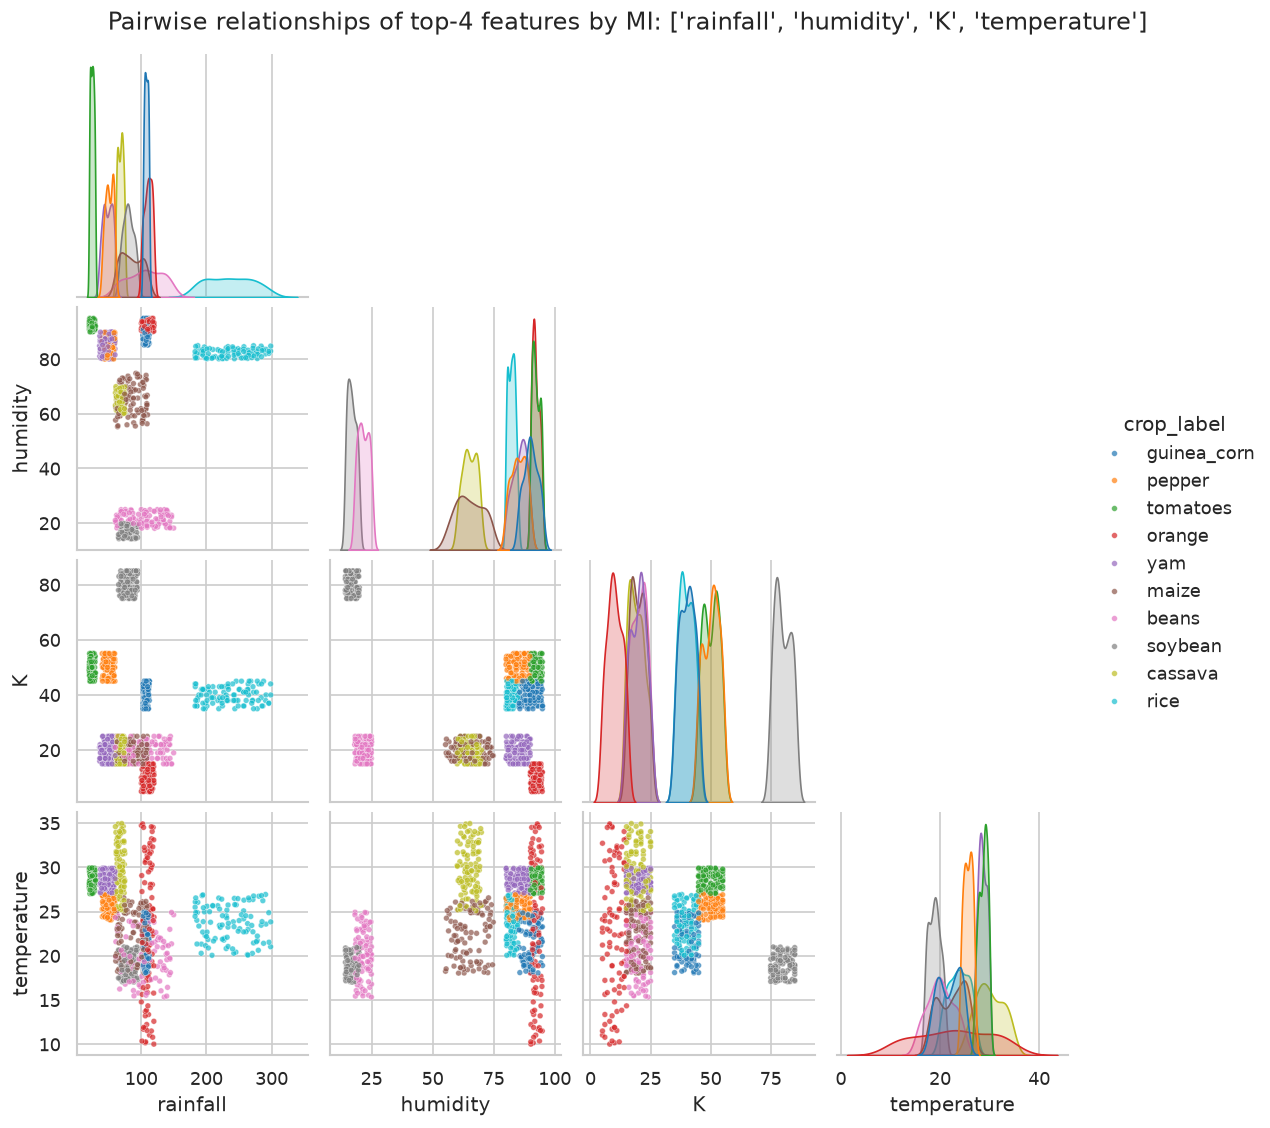 Pairwise relationships of top-4 features by MI: ['rainfall', 'humidity', 'K', 'temperature']
80
60
40
20
humidity
80
60
40
20
K
35
30
25
20
15
10
temperature
100 200 300
rainfall
25 50 75 100
humidity
0 25 50 75
K
0 20 40
temperature
crop_label
guinea_corn
pepper
tomatoes
orange
yam
maize
beans
soybean
cassava
rice